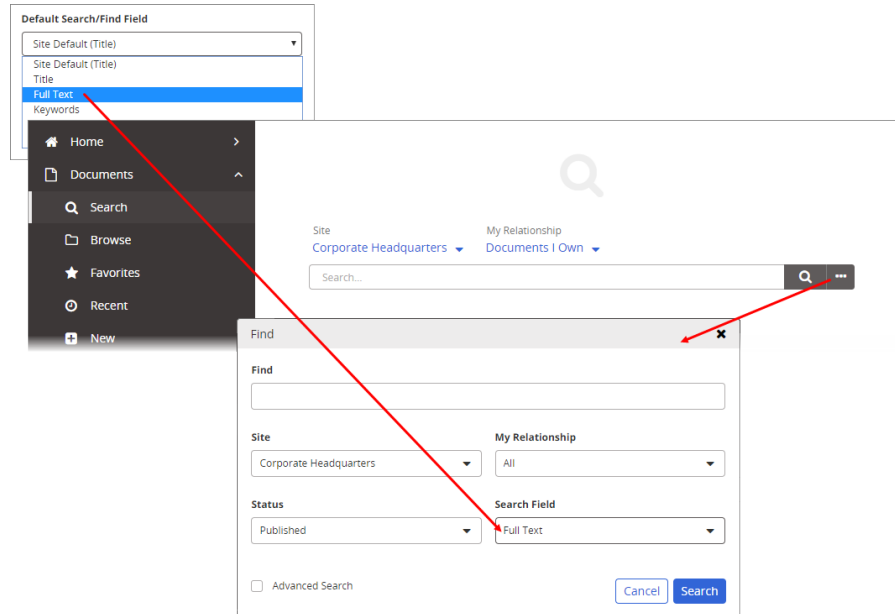 Default Search/Find Field
Site Default (Title)
Site Default (Title)
Title
Full Text
Keywords
Home
Documents
Search
Browse
Favorites
Recent
New
Site
My Relationship
Corporate Headquarters
Documents I Own
Search...
Find
Find
Site
My Relationship
Corporate Headquarters
All
Status
Search Field
Published
Full Text
Advanced Search
Cancel
Search